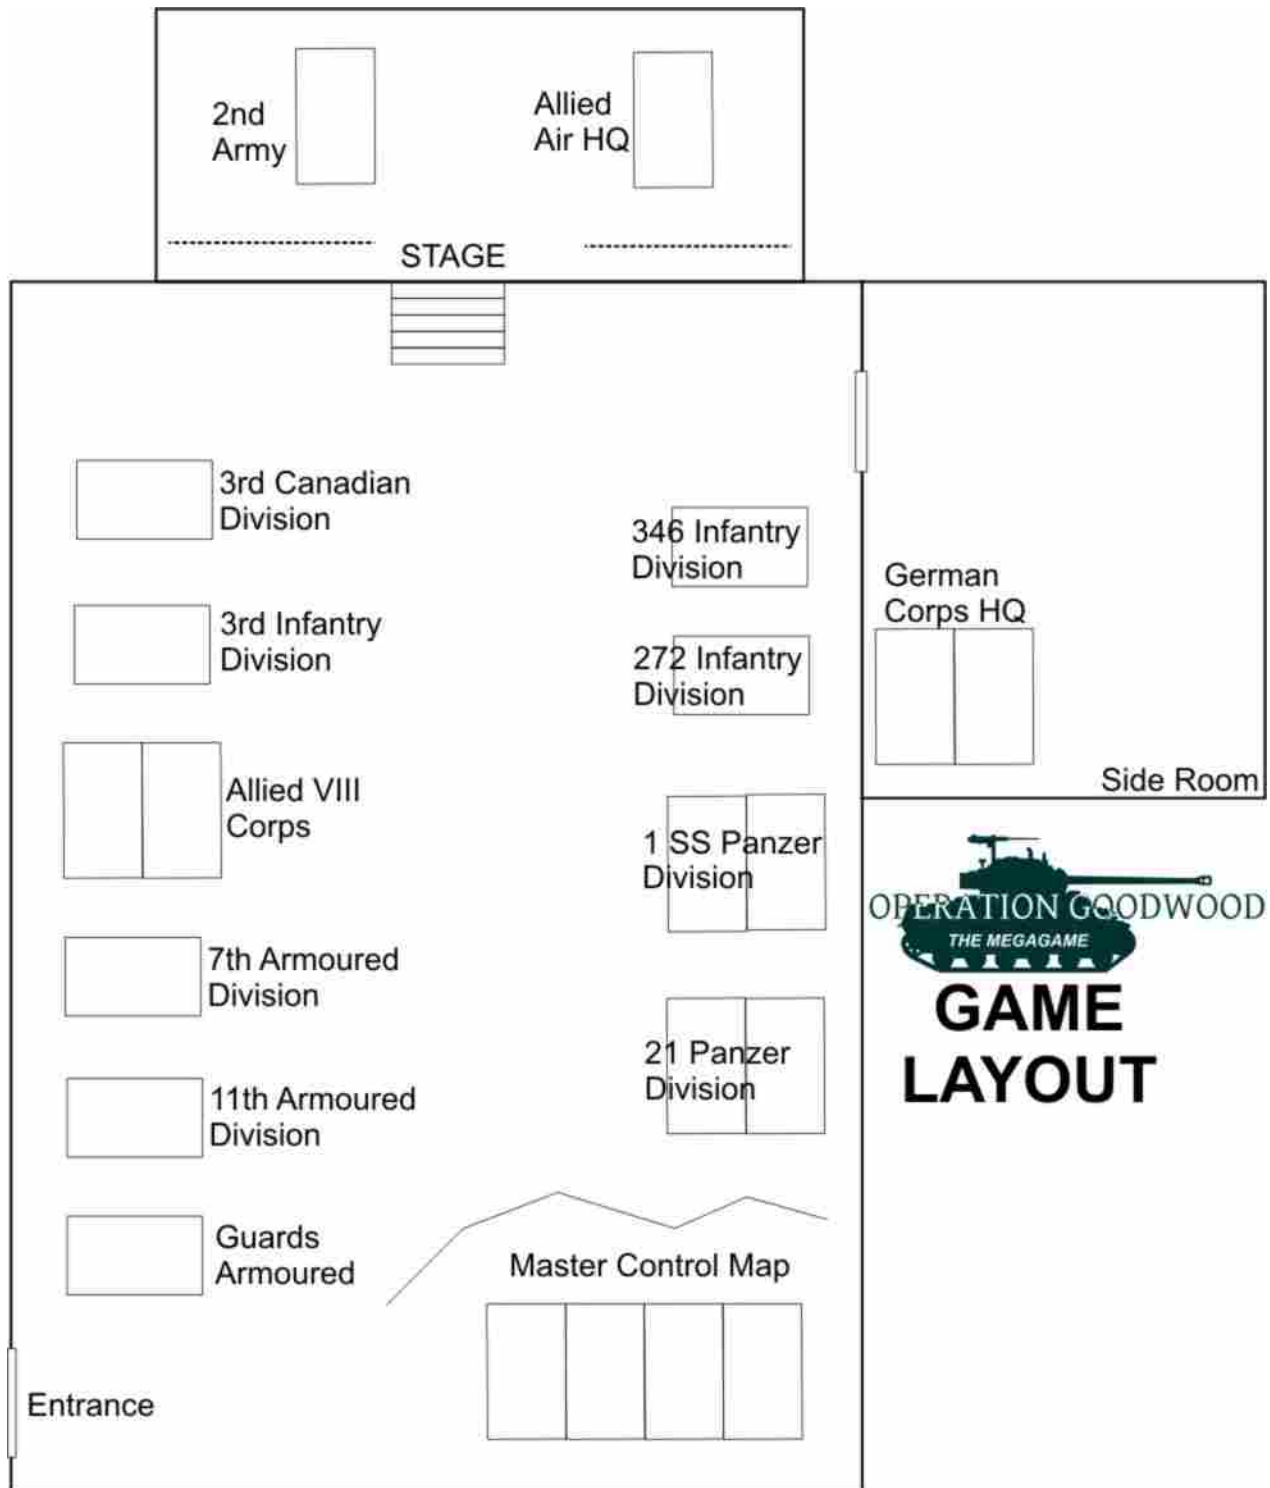 2nd
Army
Allied
Air HQ
STAGE
3rd Canadian
Division
346 Infantry
Division
German
Corps HQ
3rd Infantry
Division
272 Infantry
Division
Side Room
Allied VIII
Corps
1 SS Panzer
Division
OPERATION GOODWOOD
THE MEGAGAME
GAME
LAYOUT
7th Armoured
Division
21 Panzer
Division
11th Armoured
Division
Guards
Armoured
Master Control Map
Entrance